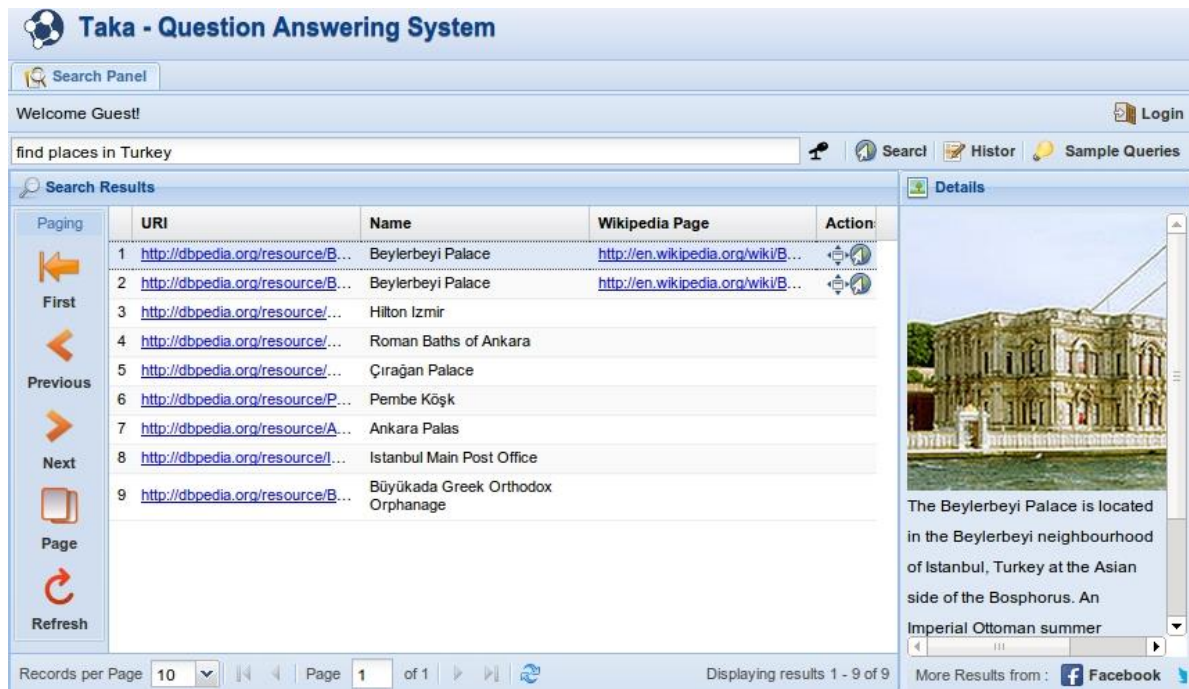 Taka - Question Answering System
Search Panel
Welcome Guest!
Login
find places in Turkey
Search
Histor
Sample Queries
Search Results
Details
Paging
First
Previous
Next
Page
Refresh
URI Name Wikipedia Page Action
1 http://dbpedia.org/resource/B... Beylerbeyi Palace http://en.wikipedia.org/wiki/B...
2 http://dbpedia.org/resource/B... Beylerbeyi Palace http://en.wikipedia.org/wiki/B...
3 http://dbpedia.org/resource/... Hilton Izmir
4 http://dbpedia.org/resource/... Roman Baths of Ankara
5 http://dbpedia.org/resource/... Çırağan Palace
6 http://dbpedia.org/resource/P... Pembe Köşk
7 http://dbpedia.org/resource/A... Ankara Palas
8 http://dbpedia.org/resource/I... Istanbul Main Post Office
9 http://dbpedia.org/resource/B... Büyükada Greek Orthodox
Orphanage
The Beylerbeyi Palace is located
in the Beylerbeyi neighbourhood
of Istanbul, Turkey at the Asian
side of the Bosphorus. An
Imperial Ottoman summer
Records per Page 10 Page 1 of 1 Displaying results 1 - 9 of 9
More Results from : Facebook